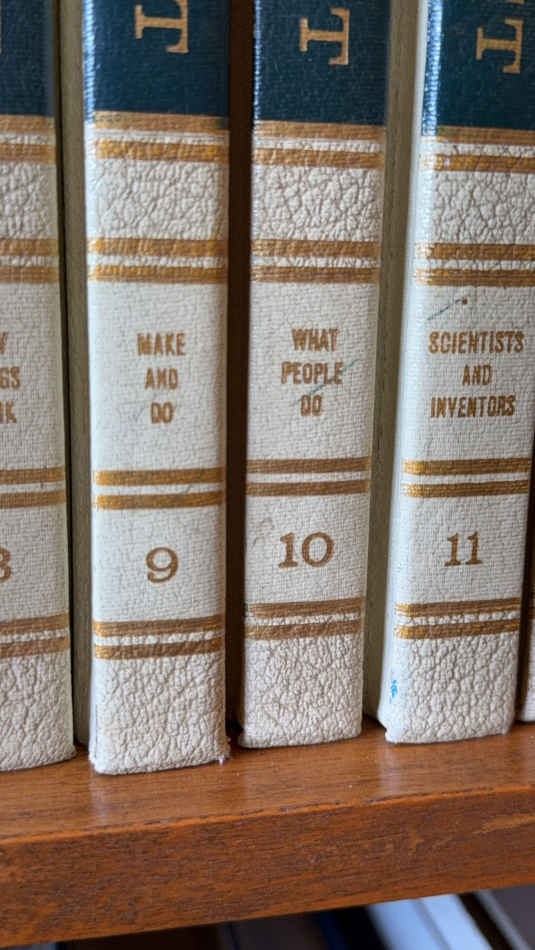 MAKE
AND
DO
9
WHAT
PEOPLE
DO
10
SCIENTISTS
AND
INVENTORS
11